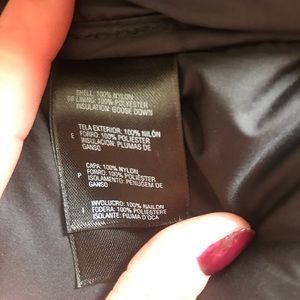 SHELL: 100% NYLON
GB LINING: 100% POLYESTER
INSULATION: GOOSE DOWN
TELA EXTERIOR: 100% NILÓN
E FORRO: 100% POLIÉSTER
INSULACIÓN: PLUMAS DE
GANSO
CAPA: 100% NYLON
P FORRO: 100% POLIÉSTER
ISOLAMENTO: PENUGEM DE
GANSO
INVOLUCRO: 100% NAILON
I FODERA: 100% POLIESTERE
ISOLANTE: PIUMA D'OCA